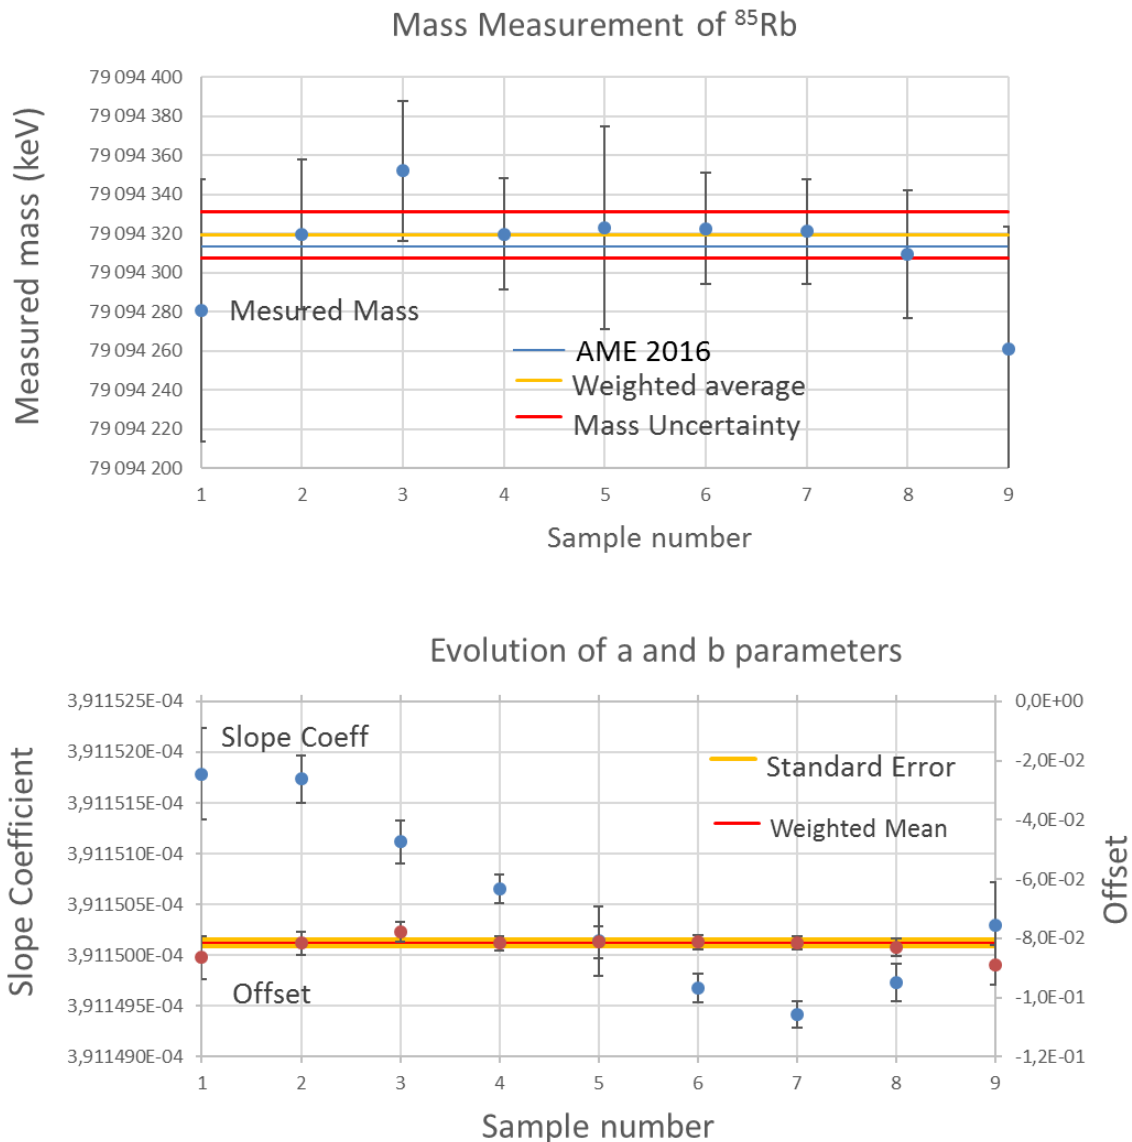 Mass Measurement of ⁸⁵Rb
Measured mass (keV)
79 094 400
79 094 380
79 094 360
79 094 340
79 094 320
79 094 300
79 094 280
79 094 260
79 094 240
79 094 220
79 094 200
Mesured Mass
AME 2016
Weighted average
Mass Uncertainty
1 2 3 4 5 6 7 8 9
Sample number
Evolution of a and b parameters
Slope Coefficient
3,911525E-04
3,911520E-04
3,911515E-04
3,911510E-04
3,911505E-04
3,911500E-04
3,911495E-04
3,911490E-04
Slope Coeff
Offset
Standard Error
Weighted Mean
0,0E+00
-2,0E-02
-4,0E-02
-6,0E-02
-8,0E-02
-1,0E-01
-1,2E-01
Offset
1 2 3 4 5 6 7 8 9
Sample number